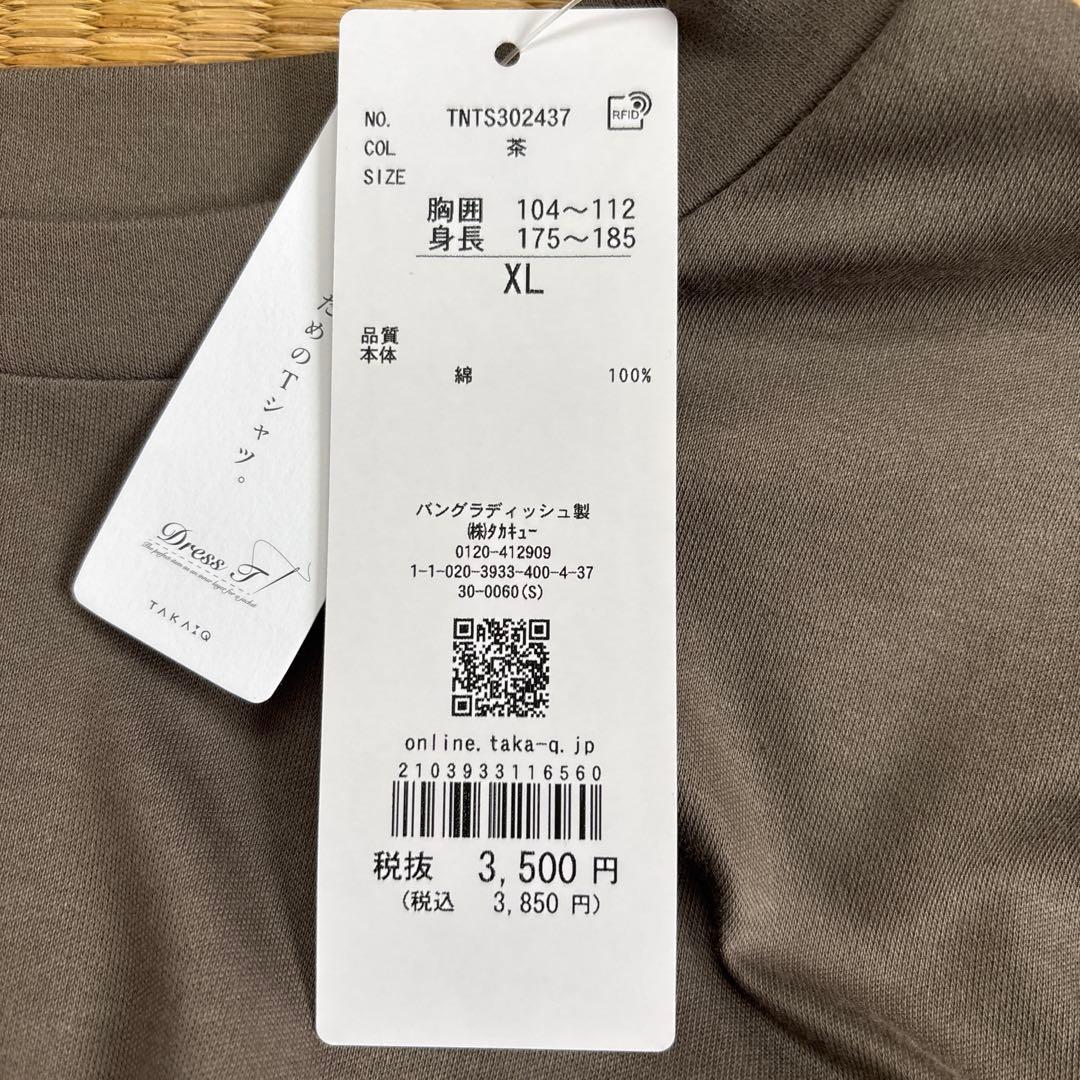 NO. TNTS302437 RFID
COL 茶
SIZE
胸囲 104～112
身長 175～185
XL
品質
本体
綿 100%
バングラディッシュ製
㈱タカキュー
0120-412909
1-1-020-3933-400-4-37
30-0060(S)
online.taka-q.jp
2103933116560
税抜 3,500 円
(税込 3,850 円)
ためのTシャツ。
Dress T
TAKAIQ